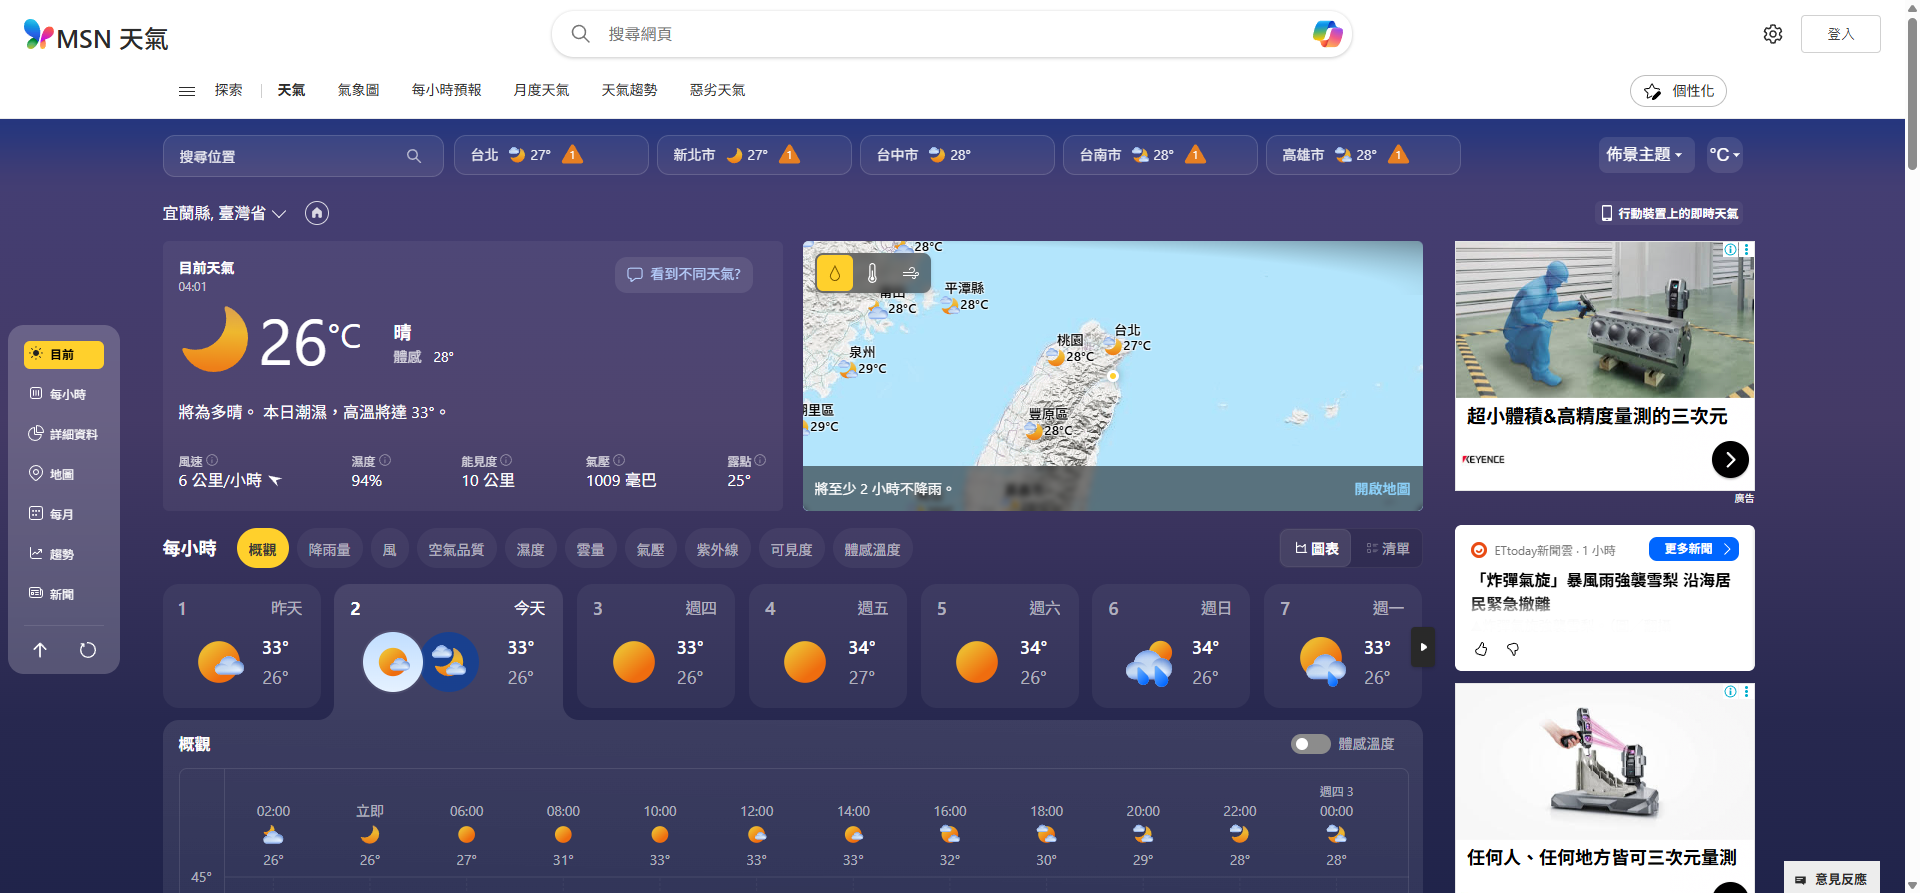 MSN 天氣
搜尋網頁
登入
探索
天氣
氣象圖
每小時預報
月度天氣
天氣趨勢
惡劣天氣
個性化
搜尋位置
台北 27° 1
新北市 27° 1
台中市 28°
台南市 28° 1
高雄市 28° 1
佈景主題
°C
宜蘭縣, 臺灣省
行動裝置上的即時天氣
目前
每小時
詳細資料
地圖
每月
趨勢
新聞
目前天氣
04:01
看到不同天氣?
26°C
晴
體感 28°
將為多晴。 本日潮濕，高溫將達 33°。
風速
6 公里/小時
濕度
94%
能見度
10 公里
氣壓
1009 毫巴
露點
25°
28°C
平潭縣
28°C
28°C
台北
27°C
桃園
28°C
泉州
29°C
里區
29°C
豐原區
28°C
將至少 2 小時不降雨。
開啟地圖
超小體積&高精度量測的三次元
KEYENCE
廣告
每小時
概觀
降雨量
風
空氣品質
濕度
雲量
氣壓
紫外線
可見度
體感溫度
圖表
清單
ETtoday新聞雲 · 1 小時
更多新聞
「炸彈氣旋」暴風雨強襲雪梨 沿海居
民緊急撤離
1 昨天
33°
26°
2 今天
33°
26°
3 週四
33°
26°
4 週五
34°
27°
5 週六
34°
26°
6 週日
34°
26°
7 週一
33°
26°
概觀
體感溫度
週四 3
02:00 立即 06:00 08:00 10:00 12:00 14:00 16:00 18:00 20:00 22:00 00:00
26° 26° 27° 31° 33° 33° 33° 32° 30° 29° 28° 28°
45°
任何人、任何地方皆可三次元量測
意見反應